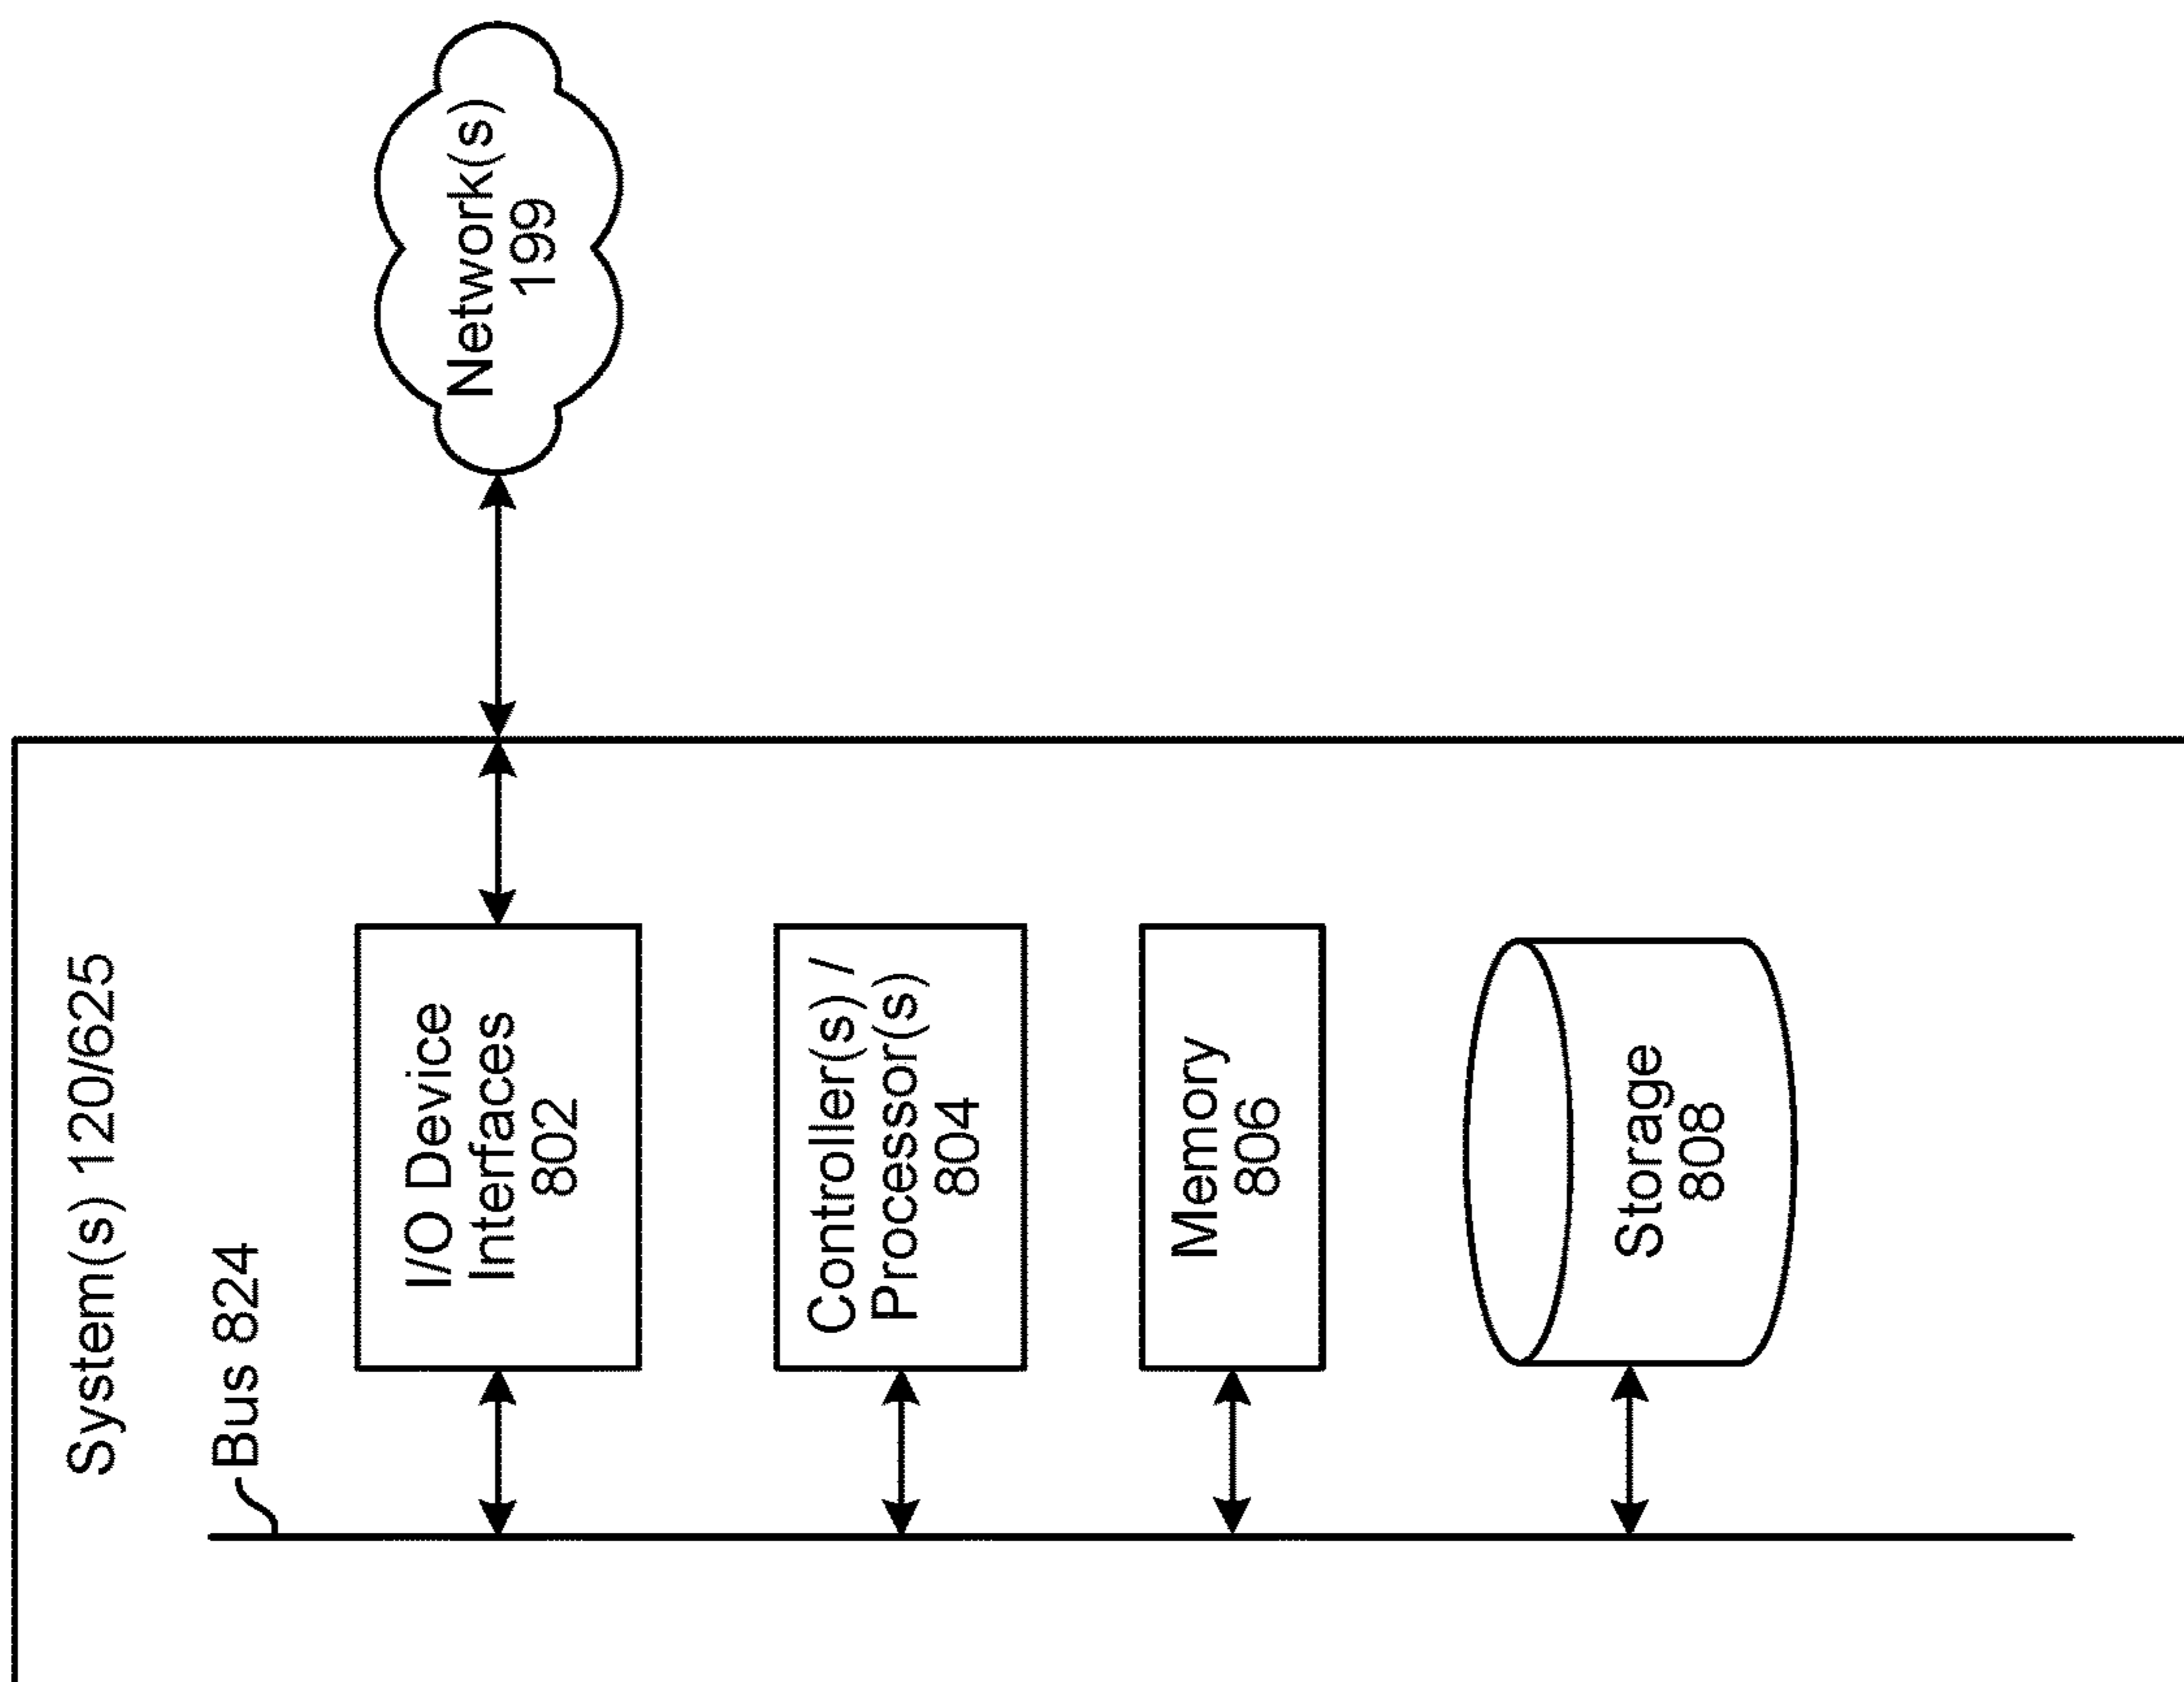 System(s) 120/625
Bus 824
I/O Device
Interfaces
802
Controller(s) /
Processor(s)
804
Memory
806
Storage
808
Network(s)
199